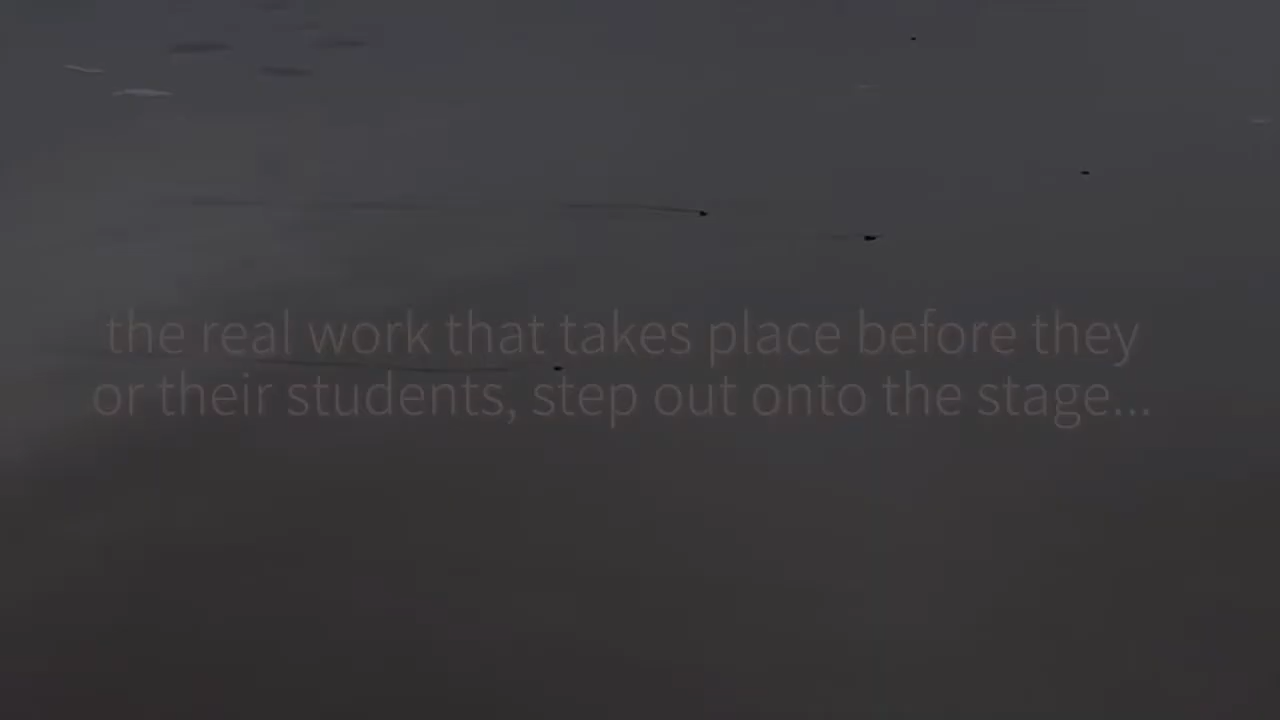 the real work that takes place before they
or their students, step out onto the stage...